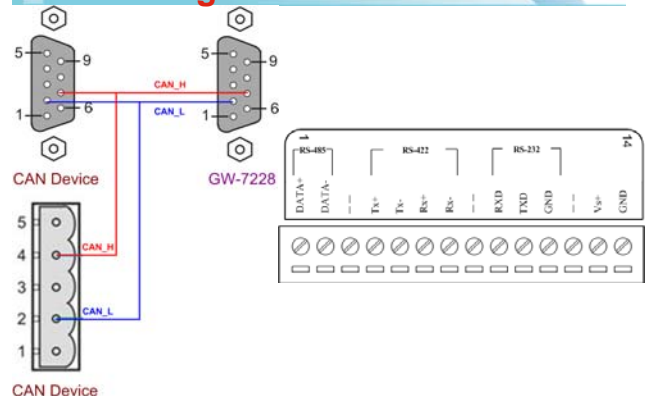 5 9
5 9
CAN_H
CAN_L
1 6
1 6
CAN Device
GW-7228
1 14
RS-485 RS-422 RS-232
DATA+ DATA- Tx+ Tx- Rx+ Rx- RXD TXD GND Vs+ GND
5
CAN_H
4
3
CAN_L
2
1
CAN Device